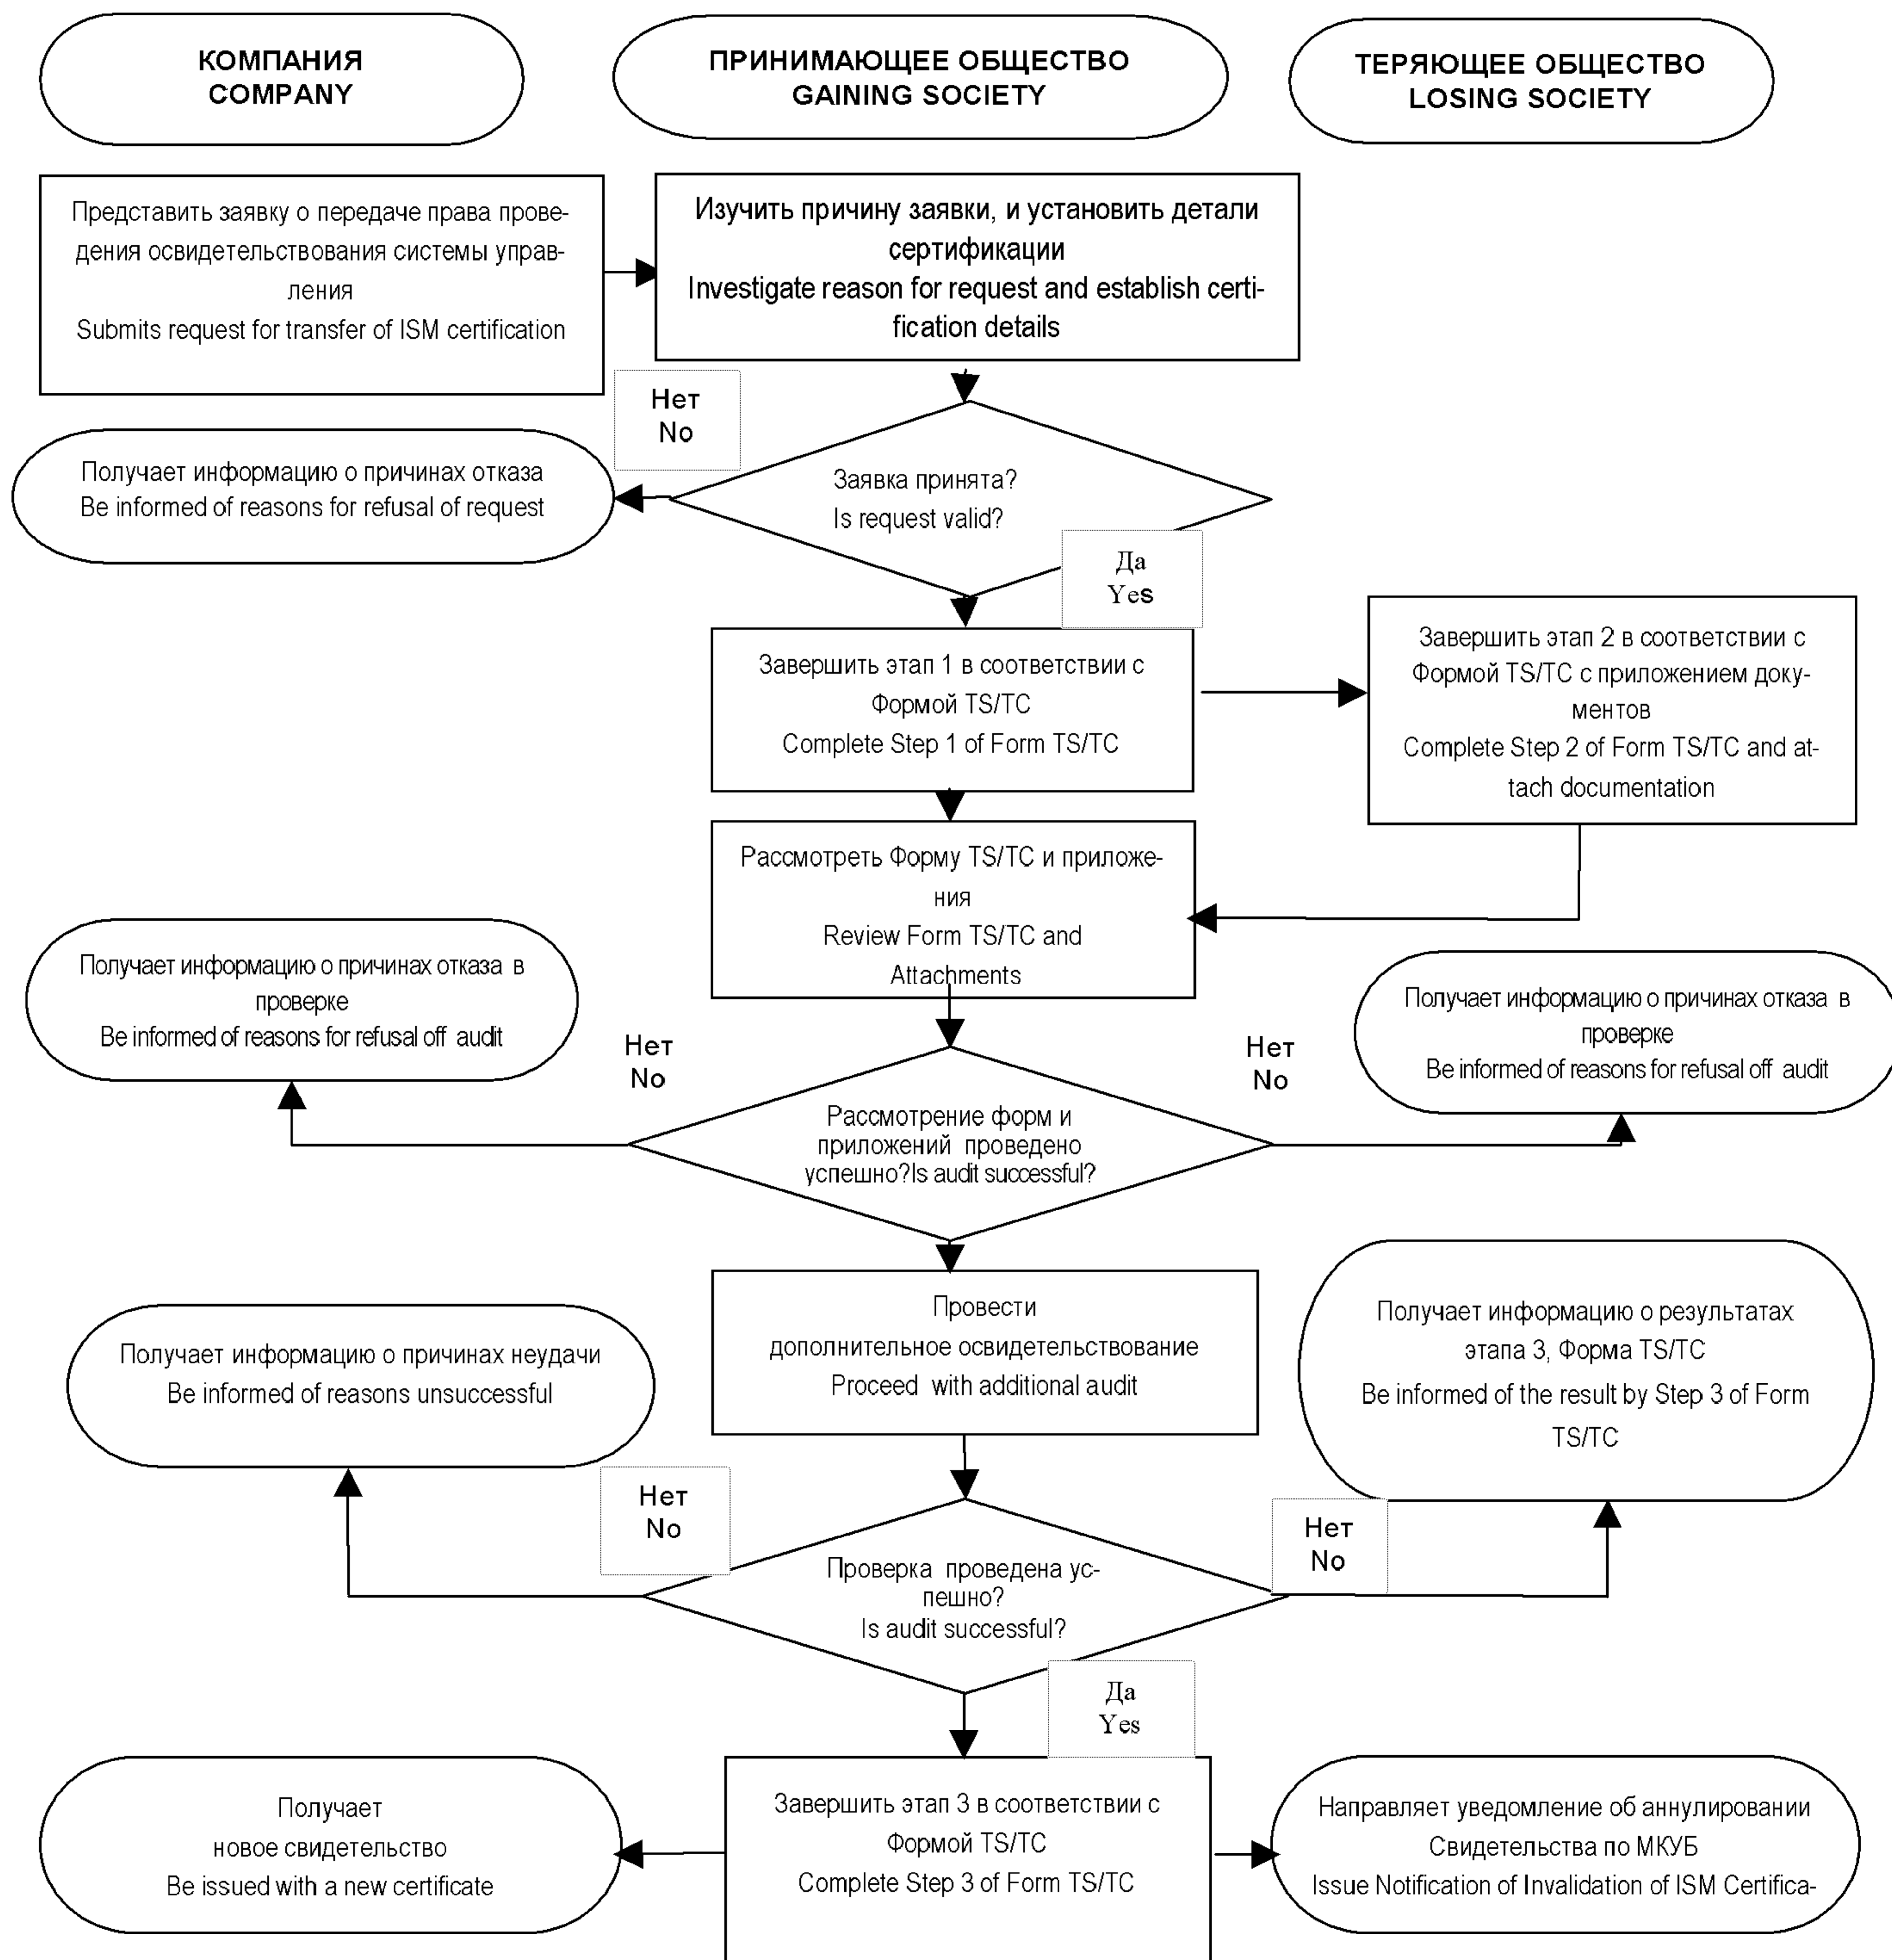 КОМПАНИЯ
COMPANY
ПРИНИМАЮЩЕЕ ОБЩЕСТВО
GAINING SOCIETY
ТЕРЯЮЩЕЕ ОБЩЕСТВО
LOSING SOCIETY
Представить заявку о передаче права прове-
дения освидетельствования системы управ-
ления
Submits request for transfer of ISM certification
Изучить причину заявки, и установить детали
сертификации
Investigate reason for request and establish certi-
fication details
Нет
No
Получает информацию о причинах отказа
Be informed of reasons for refusal of request
Заявка принята?
Is request valid?
Да
Yes
Завершить этап 1 в соответствии с
Формой TS/TC
Complete Step 1 of Form TS/TC
Завершить этап 2 в соответствии с
Формой TS/TC с приложением доку-
ментов
Complete Step 2 of Form TS/TC and at-
tach documentation
Рассмотреть Форму TS/TC и приложе-
ния
Review Form TS/TC and
Attachments
Получает информацию о причинах отказа в
проверке
Be informed of reasons for refusal off audit
Получает информацию о причинах отказа в
проверке
Be informed of reasons for refusal off audit
Нет
No
Нет
No
Рассмотрение форм и
приложений проведено
успешно?Is audit successful?
Провести
дополнительное освидетельствование
Proceed with additional audit
Получает информацию о причинах неудачи
Be informed of reasons unsuccessful
Получает информацию о результатах
этапа 3, Форма TS/TC
Be informed of the result by Step 3 of Form
TS/TC
Нет
No
Нет
No
Проверка проведена ус-
пешно?
Is audit successful?
Да
Yes
Получает
новое свидетельство
Be issued with a new certificate
Завершить этап 3 в соответствии с
Формой TS/TC
Complete Step 3 of Form TS/TC
Направляет уведомление об аннулировании
Свидетельства по МКУБ
Issue Notification of Invalidation of ISM Certifica-